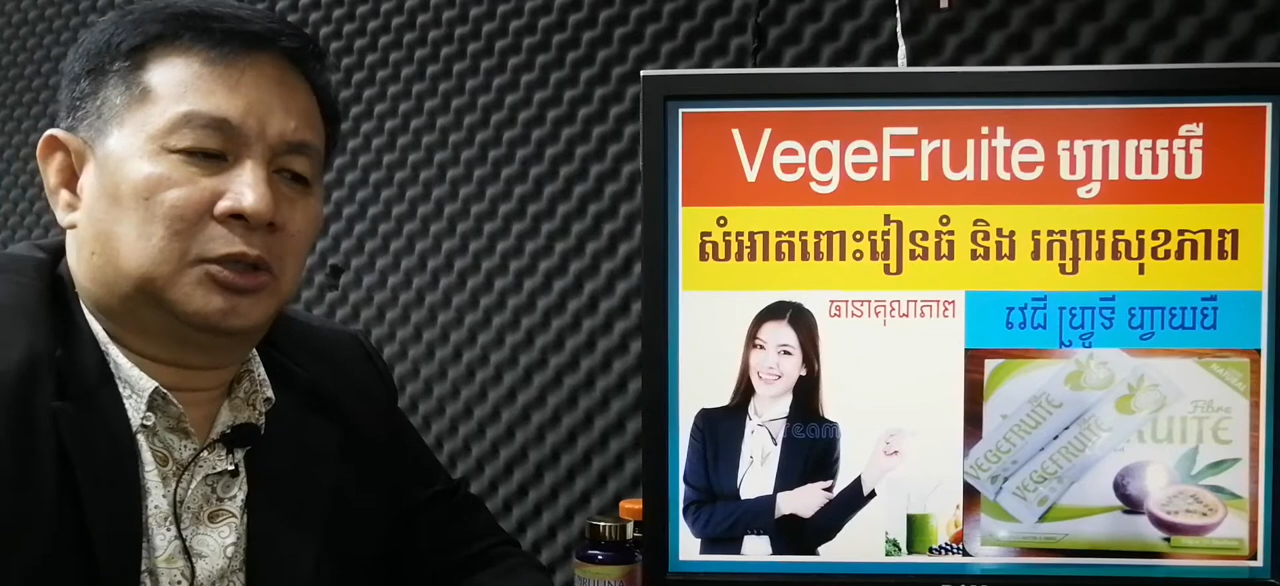 VegeFruite ហ្វាយបឺ
សំអាតពោះវៀនធំ និង រក្សារសុខភាព
ធានាគុណភាព
វេជី ហ្វ្រូទី ហ្វាយបឺ
NATURAL
Fibre
FRUITE
VEGEFRUITE
VEGEFRUITE
ream